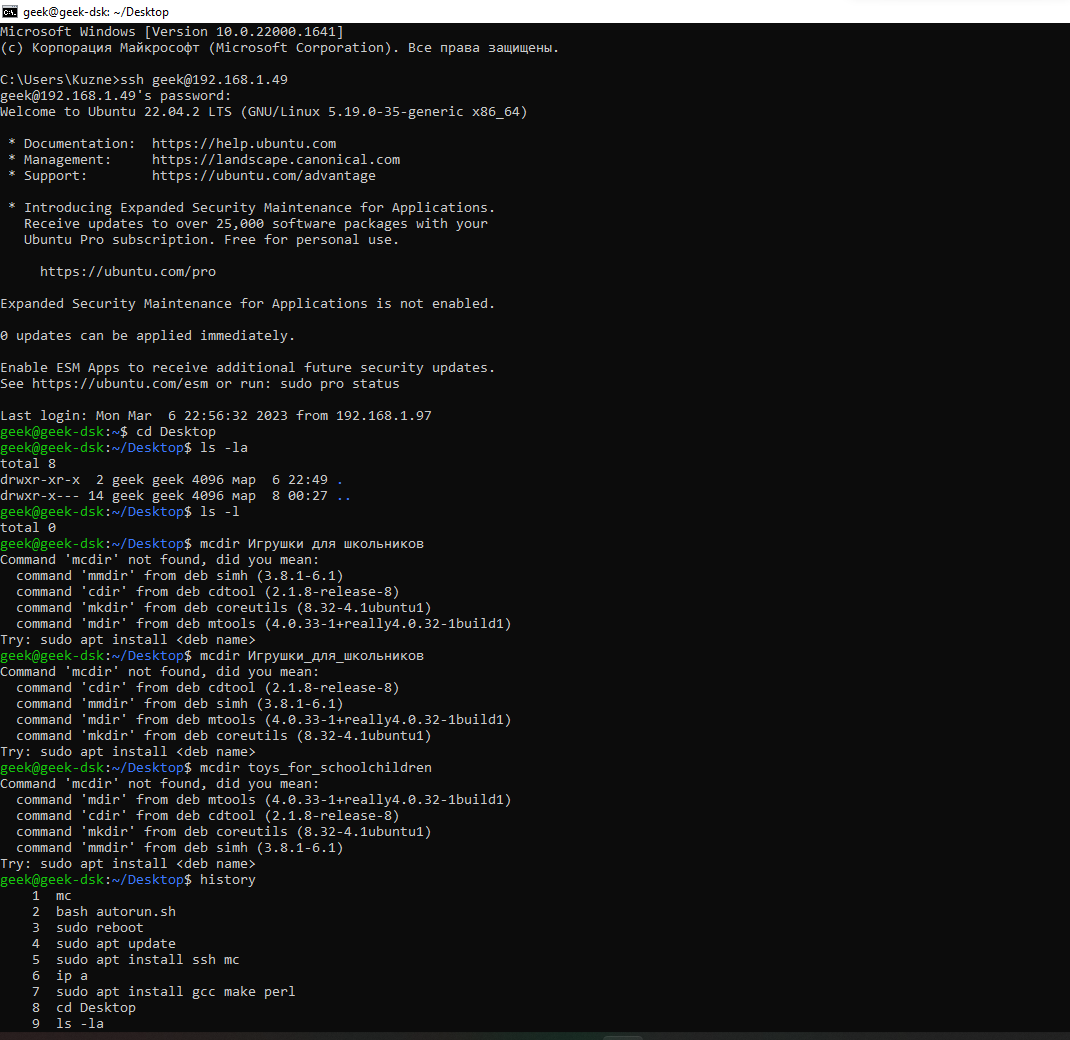 geek@geek-dsk: ~/Desktop
Microsoft Windows [Version 10.0.22000.1641]
(c) Корпорация Майкрософт (Microsoft Corporation). Все права защищены.
C:\Users\Kuzne>ssh geek@192.168.1.49
geek@192.168.1.49's password:
Welcome to Ubuntu 22.04.2 LTS (GNU/Linux 5.19.0-35-generic x86_64)
* Documentation:  https://help.ubuntu.com
* Management:     https://landscape.canonical.com
* Support:        https://ubuntu.com/advantage
* Introducing Expanded Security Maintenance for Applications.
Receive updates to over 25,000 software packages with your
Ubuntu Pro subscription. Free for personal use.
https://ubuntu.com/pro
Expanded Security Maintenance for Applications is not enabled.
0 updates can be applied immediately.
Enable ESM Apps to receive additional future security updates.
See https://ubuntu.com/esm or run: sudo pro status
Last login: Mon Mar  6 22:56:32 2023 from 192.168.1.97
geek@geek-dsk:~$ cd Desktop
geek@geek-dsk:~/Desktop$ ls -la
total 8
drwxr-xr-x  2 geek geek 4096 мар  6 22:49 .
drwxr-x--- 14 geek geek 4096 мар  8 00:27 ..
geek@geek-dsk:~/Desktop$ ls -l
total 0
geek@geek-dsk:~/Desktop$ mcdir Игрушки для школьников
Command 'mcdir' not found, did you mean:
command 'mmdir' from deb simh (3.8.1-6.1)
command 'cdir' from deb cdtool (2.1.8-release-8)
command 'mkdir' from deb coreutils (8.32-4.1ubuntu1)
command 'mdir' from deb mtools (4.0.33-1+really4.0.32-1build1)
Try: sudo apt install <deb name>
geek@geek-dsk:~/Desktop$ mcdir Игрушки_для_школьников
Command 'mcdir' not found, did you mean:
command 'cdir' from deb cdtool (2.1.8-release-8)
command 'mmdir' from deb simh (3.8.1-6.1)
command 'mdir' from deb mtools (4.0.33-1+really4.0.32-1build1)
command 'mkdir' from deb coreutils (8.32-4.1ubuntu1)
Try: sudo apt install <deb name>
geek@geek-dsk:~/Desktop$ mcdir toys_for_schoolchildren
Command 'mcdir' not found, did you mean:
command 'mdir' from deb mtools (4.0.33-1+really4.0.32-1build1)
command 'cdir' from deb cdtool (2.1.8-release-8)
command 'mkdir' from deb coreutils (8.32-4.1ubuntu1)
command 'mmdir' from deb simh (3.8.1-6.1)
Try: sudo apt install <deb name>
geek@geek-dsk:~/Desktop$ history
1  mc
2  bash autorun.sh
3  sudo reboot
4  sudo apt update
5  sudo apt install ssh mc
6  ip a
7  sudo apt install gcc make perl
8  cd Desktop
9  ls -la